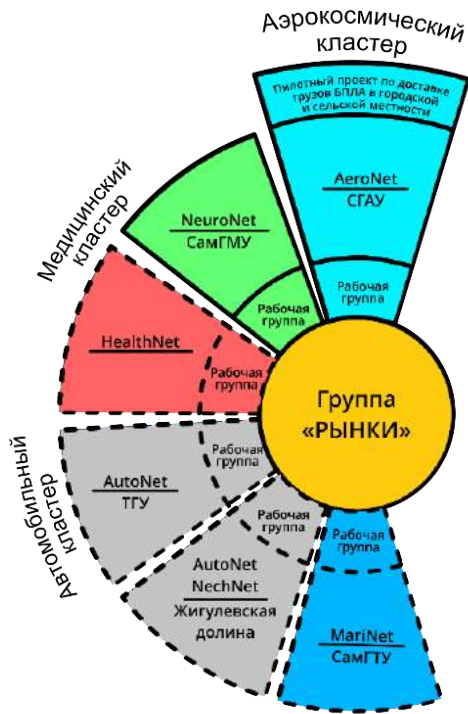 Аэрокосмический
кластер
Пилотный проект по доставке
грузов БПЛА в городской
и сельской местности
AeroNet
СГАУ
Рабочая
группа
Медицинский
кластер
NeuroNet
СамГМУ
Рабочая
группа
HealthNet
Рабочая
группа
Группа
«РЫНКИ»
Автомобильный
кластер
AutoNet
ТГУ
Рабочая
группа
AutoNet
NechNet
Жигулевская
долина
Рабочая
группа
Рабочая
группа
MariNet
СамГТУ